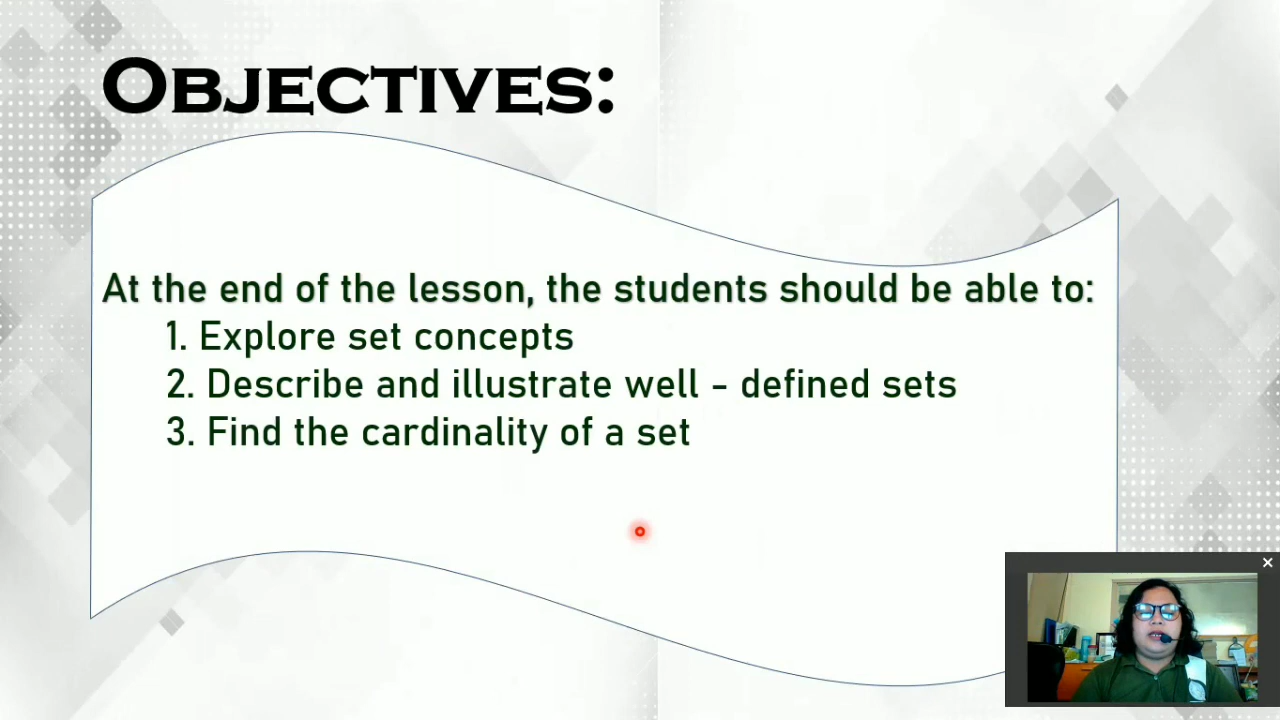 OBJECTIVES:
At the end of the lesson, the students should be able to:
1. Explore set concepts
2. Describe and illustrate well - defined sets
3. Find the cardinality of a set